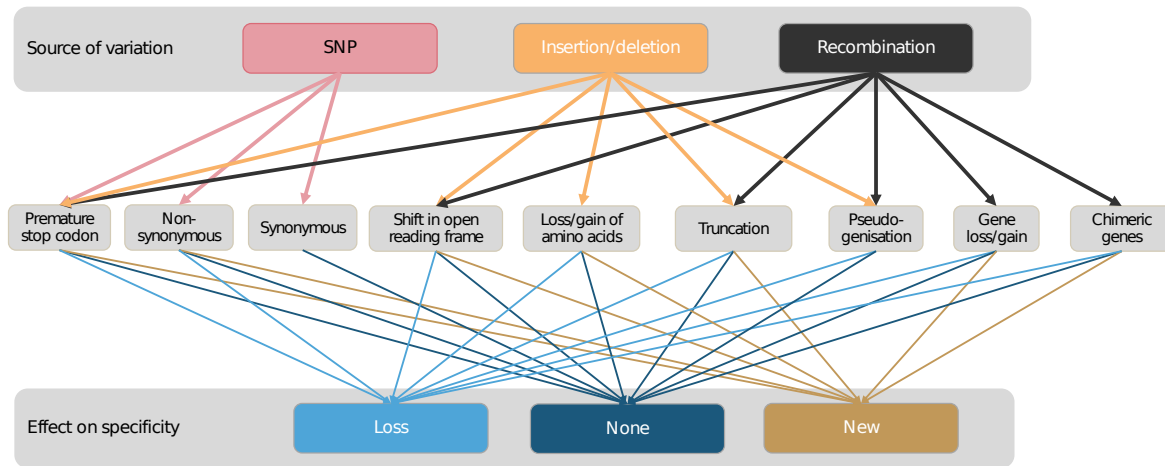 Source of variation
SNP
Insertion/deletion
Recombination
Premature
stop codon
Non-
synonymous
Synonymous
Shift in open
reading frame
Loss/gain of
amino acids
Truncation
Pseudo-
genisation
Gene
loss/gain
Chimeric
genes
Effect on specificity
Loss
None
New